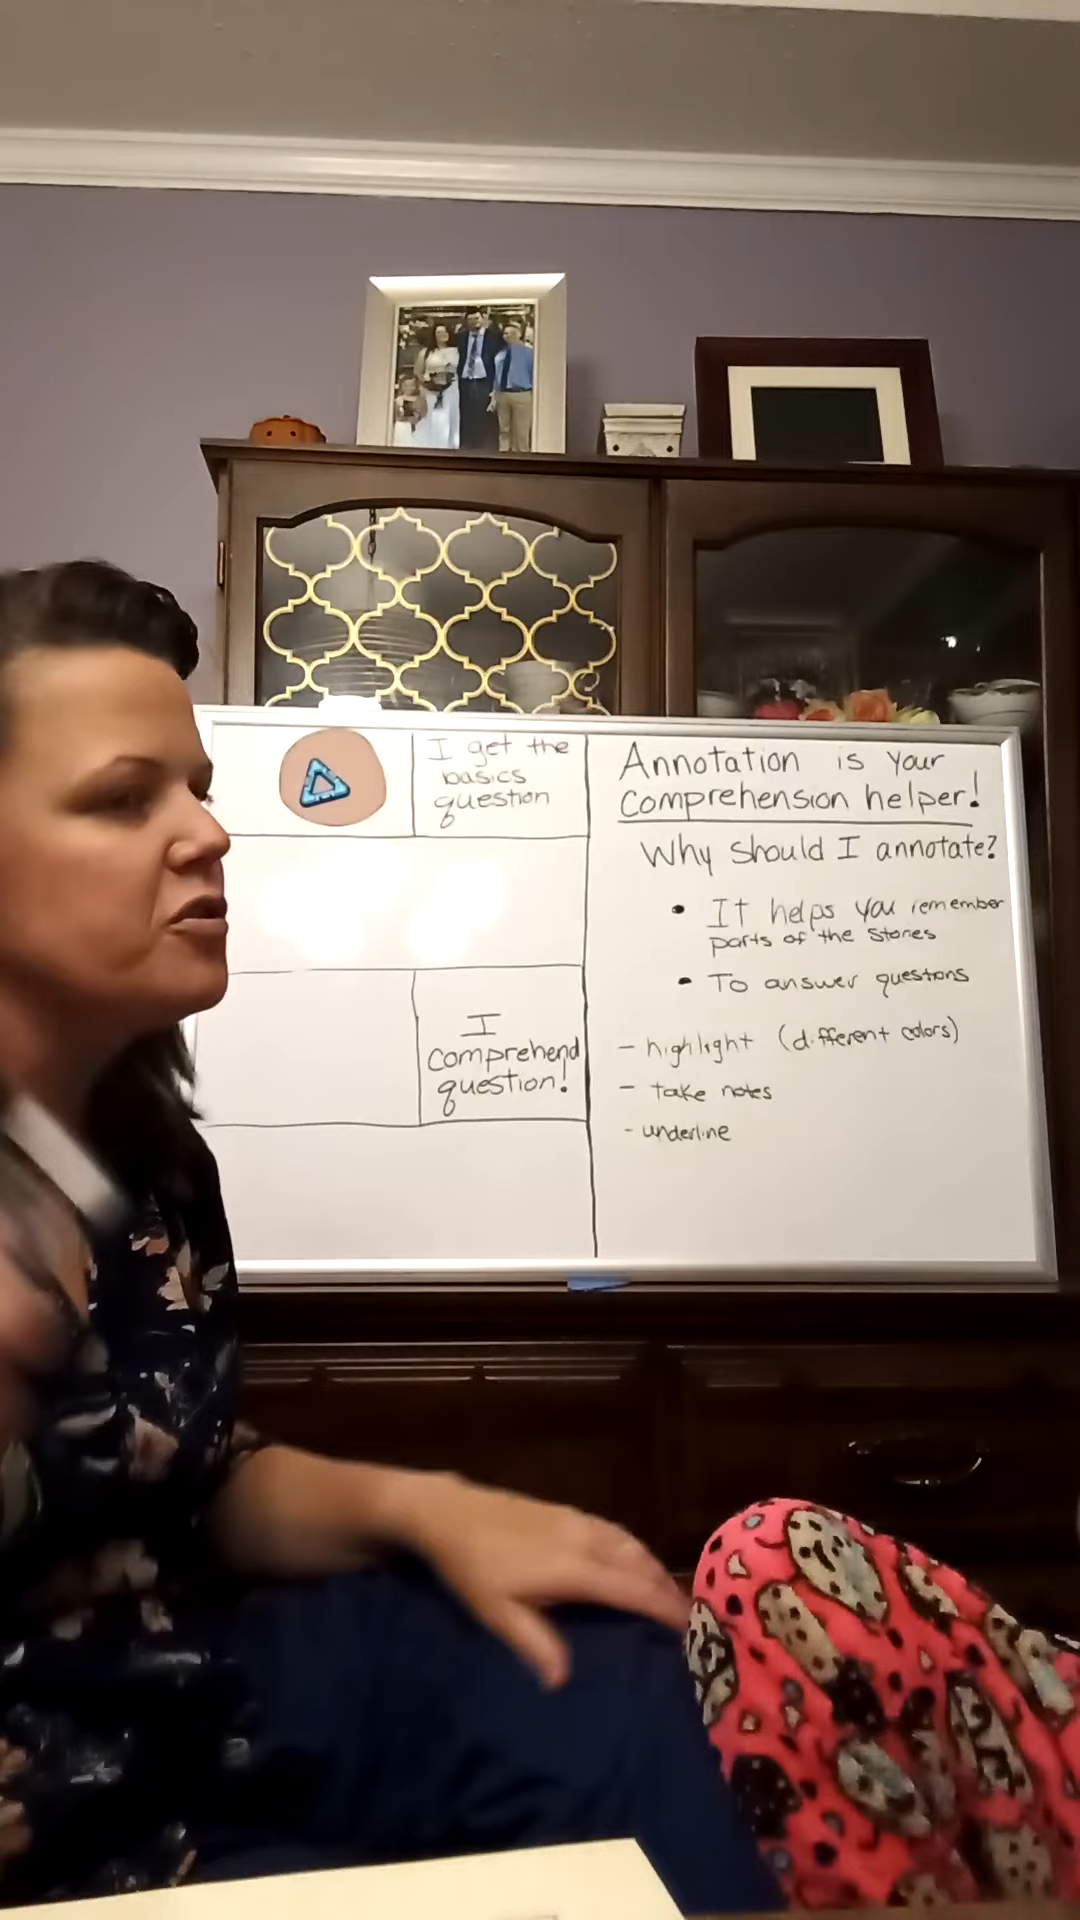 I get the
basics
question
I
comprehend
question!
Annotation is your
comprehension helper!
Why should I annotate?
• It helps you remember
parts of the stories
• To answer questions
- highlight (different colors)
- take notes
- underline